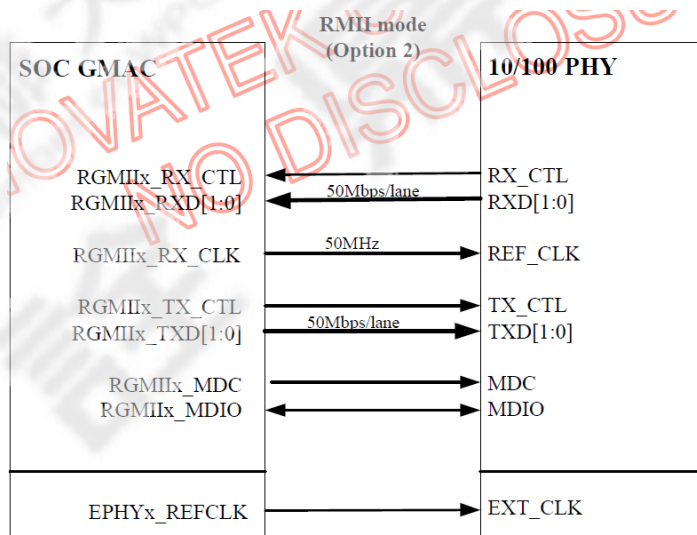 RMII mode
(Option 2)
SOC GMAC
10/100 PHY
NOVATEK
NO DISCLOSU
RGMIIx_RX_CTL
RX_CTL
RGMIIx_RXD[1:0]
50Mbps/lane
RXD[1:0]
RGMIIx_RX_CLK
50MHz
REF_CLK
RGMIIx_TX_CTL
TX_CTL
RGMIIx_TXD[1:0]
50Mbps/lane
TXD[1:0]
RGMIIx_MDC
MDC
RGMIIx_MDIO
MDIO
EPHYx_REFCLK
EXT_CLK